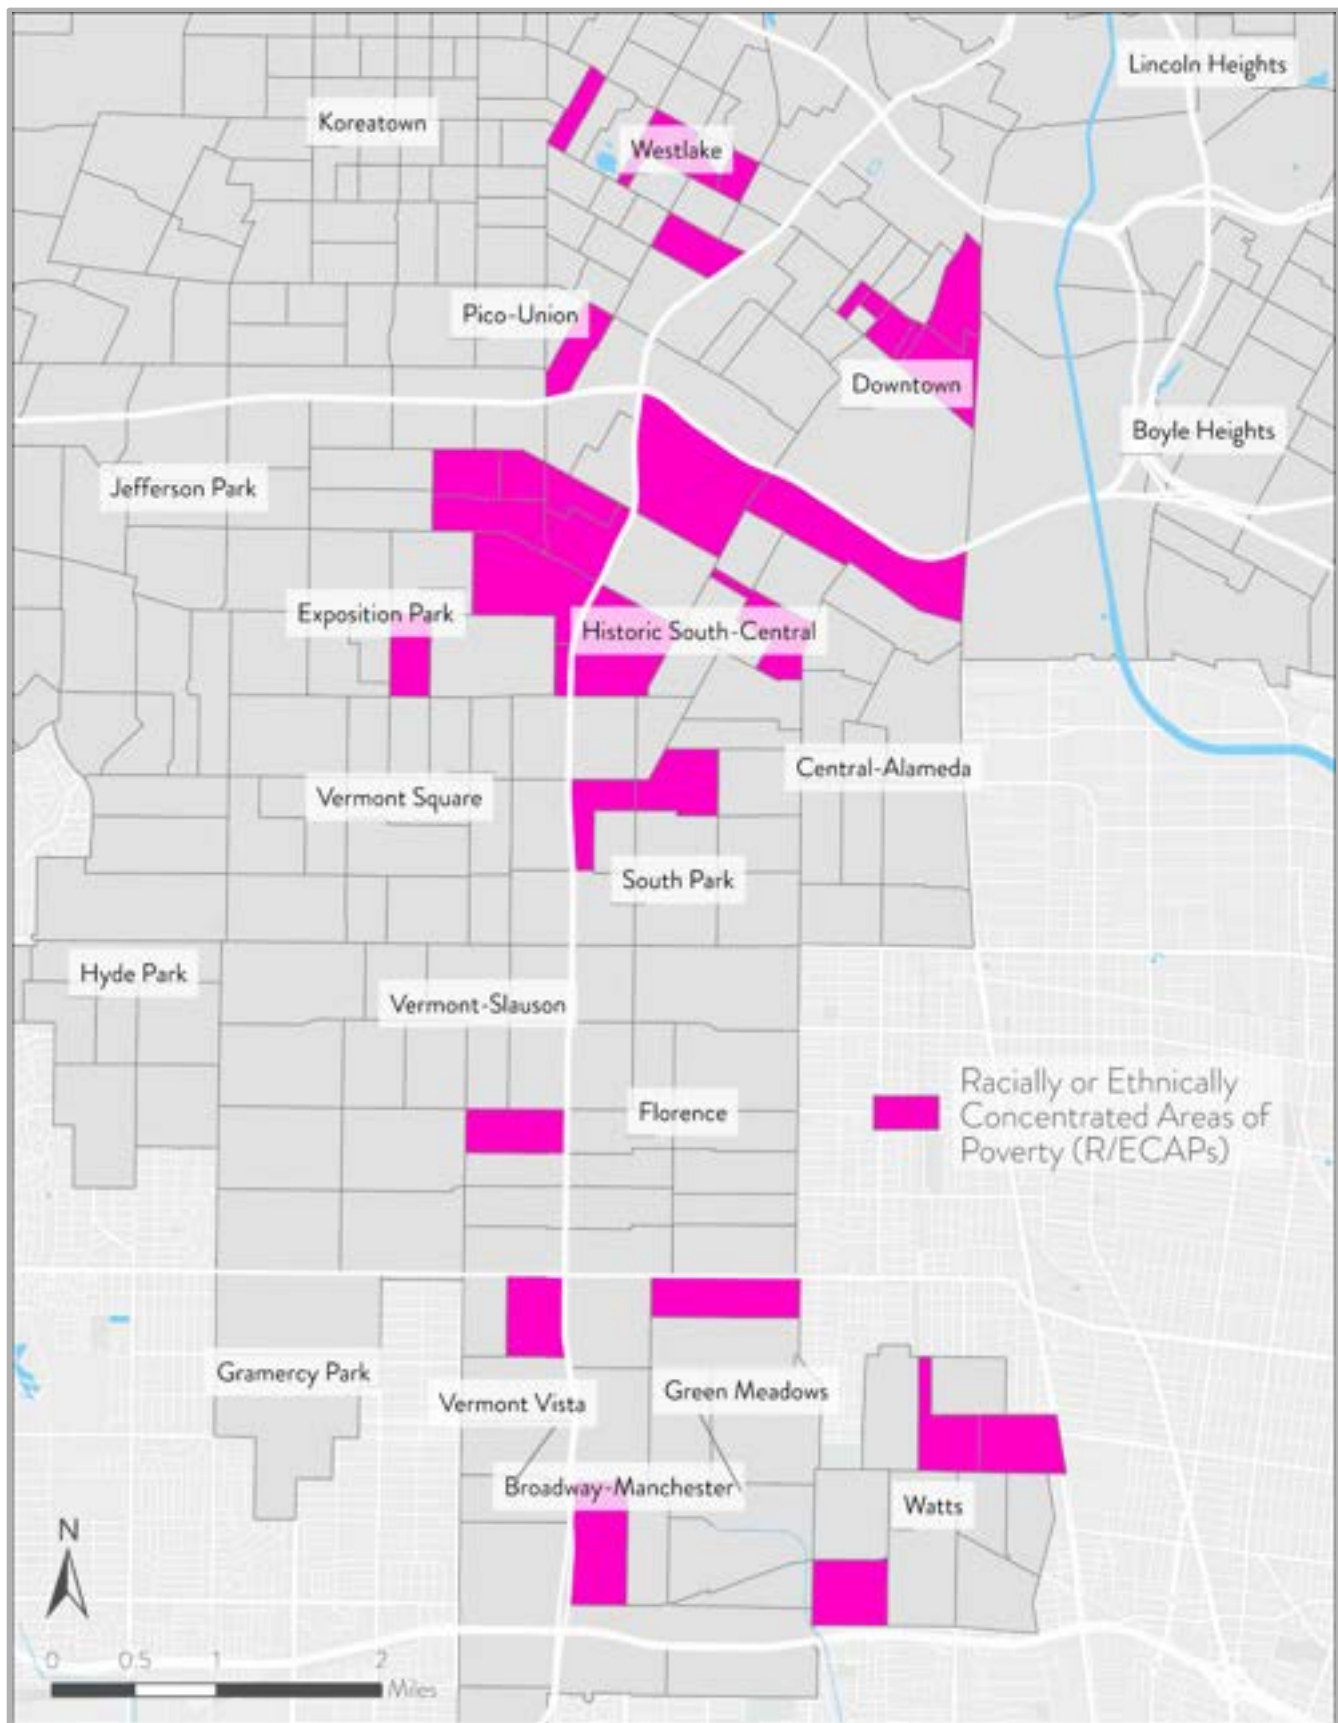 Lincoln Heights
Koreatown
Westlake
Pico-Union
Downtown
Boyle Heights
Jefferson Park
Exposition Park
Historic South-Central
Central-Alameda
Vermont Square
South Park
Hyde Park
Vermont-Slauson
Racially or Ethnically
Concentrated Areas of
Poverty (R/ECAPs)
Florence
Gramercy Park
Green Meadows
Vermont Vista
Broadway-Manchester
Watts
N
0 0.5 1 2
Miles